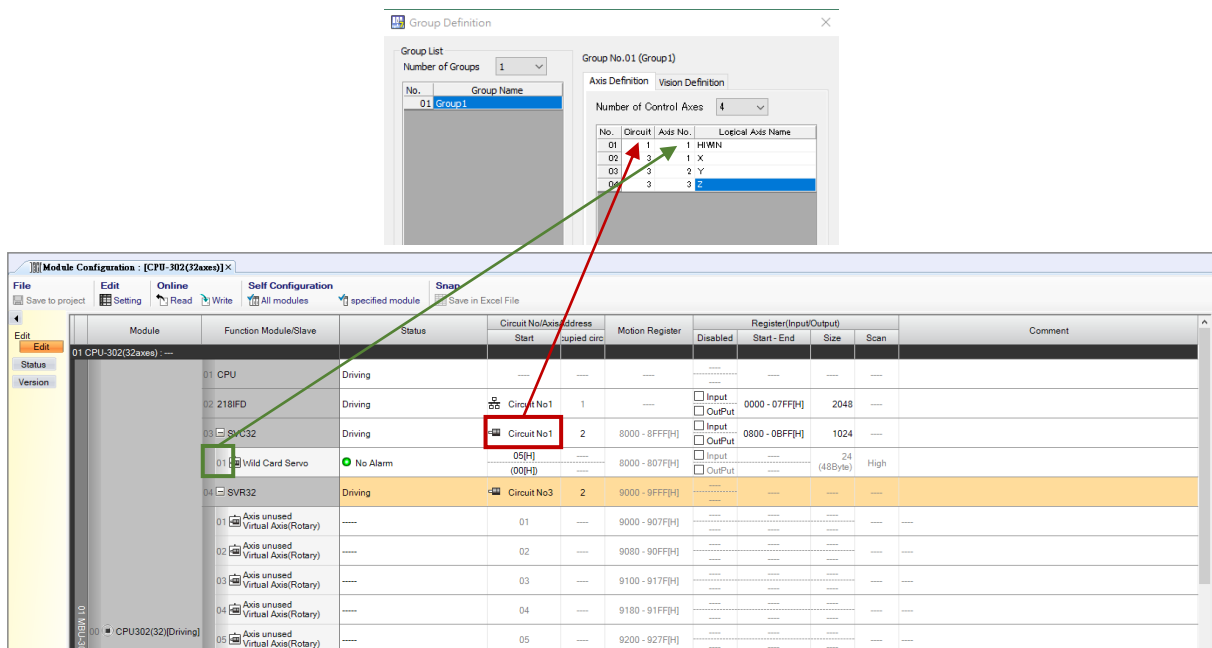 Group Definition
Group List
Number of Groups 1
No. Group Name
01 Group1
Group No.01 (Group1)
Axis Definition Vision Definition
Number of Control Axes 4
No. Circuit Axis No. Logical Axis Name
01 1 1 HIWIN
02 3 1 X
03 3 2 Y
04 3 3 Z
Module Configuration : [CPU-302(32axes)]
File Edit Online Self Configuration Snap
Save to project Setting Read Write All modules specified module Save in Excel File
Edit
Edit
Status
Version
Module Function Module/Slave Status Circuit No/AxisAddress Motion Register Register(Input/Output) Comment
Start cupied circ Disabled Start - End Size Scan
01 CPU-302(32axes) : ---
01 CPU Driving ---- ---- ---- ---- ---- ---- ----
02 218IFD Driving Circuit No1 1 ---- Input OutPut 0000 - 07FF[H] 2048 ----
03 SVC32 Driving Circuit No1 2 8000 - 8FFF[H] Input OutPut 0800 - 0BFF[H] 1024 ----
01 Wild Card Servo No Alarm 05[H] (00[H]) ---- 8000 - 807F[H] Input OutPut ---- 24 (48Byte) High
04 SVR32 Driving Circuit No3 2 9000 - 9FFF[H] ---- ---- ---- ----
01 Axis unused Virtual Axis(Rotary) ----- 01 ---- 9000 - 907F[H] ---- ---- ---- ---- ----
02 Axis unused Virtual Axis(Rotary) ----- 02 ---- 9080 - 90FF[H] ---- ---- ---- ---- ----
03 Axis unused Virtual Axis(Rotary) ----- 03 ---- 9100 - 917F[H] ---- ---- ---- ---- ----
04 Axis unused Virtual Axis(Rotary) ----- 04 ---- 9180 - 91FF[H] ---- ---- ---- ---- ----
05 Axis unused Virtual Axis(Rotary) ----- 05 ---- 9200 - 927F[H] ---- ---- ---- ---- ----
00 CPU302(32)[Driving]